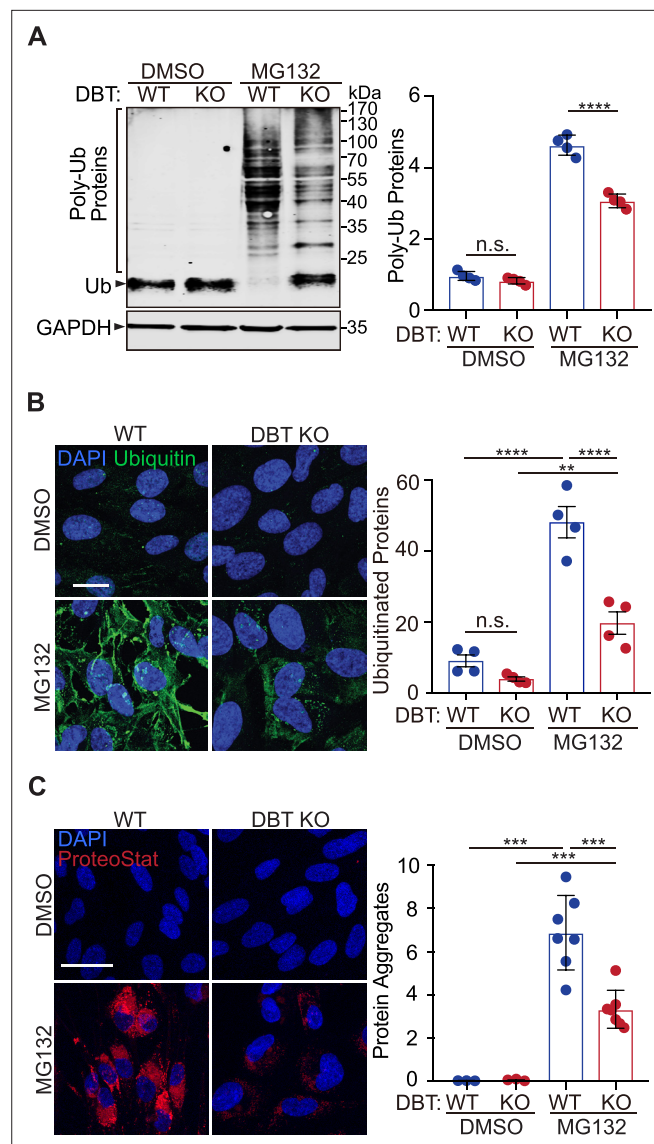 A
DMSO MG132
DBT: WT KO WT KO kDa
170
130
100
70
55
40
35
25
Poly-Ub
Proteins
Ub
GAPDH
35
Poly-Ub Proteins
6
4
2
0
n.s.
****
DBT: WT KO WT KO
DMSO MG132
B
WT DBT KO
DAPI Ubiquitin
DMSO
MG132
Ubiquitinated Proteins
60
40
20
0
**** ****
**
n.s.
DBT: WT KO WT KO
DMSO MG132
C
WT DBT KO
DAPI
ProteoStat
DMSO
MG132
Protein Aggregates
10
8
6
4
2
0
*** ***
***
DBT: WT KO WT KO
DMSO MG132